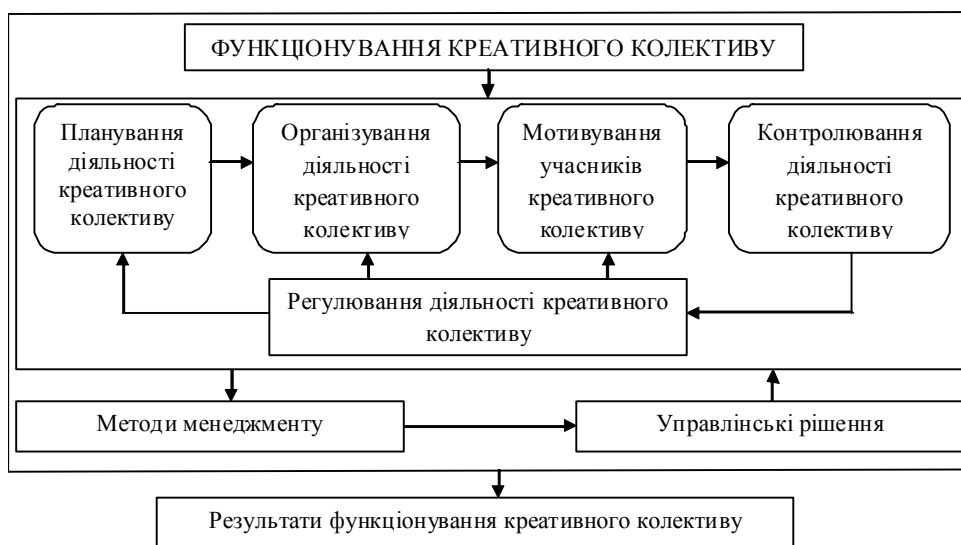 ФУНКЦІОНУВАННЯ КРЕАТИВНОГО КОЛЕКТИВУ
Планування
діяльності
креативного
колективу
Організування
діяльності
креативного
колективу
Мотивування
учасників
креативного
колективу
Контролювання
діяльності
креативного
колективу
Регулювання діяльності креативного
колективу
Методи менеджменту
Управлінські рішення
Результати функціонування креативного колективу